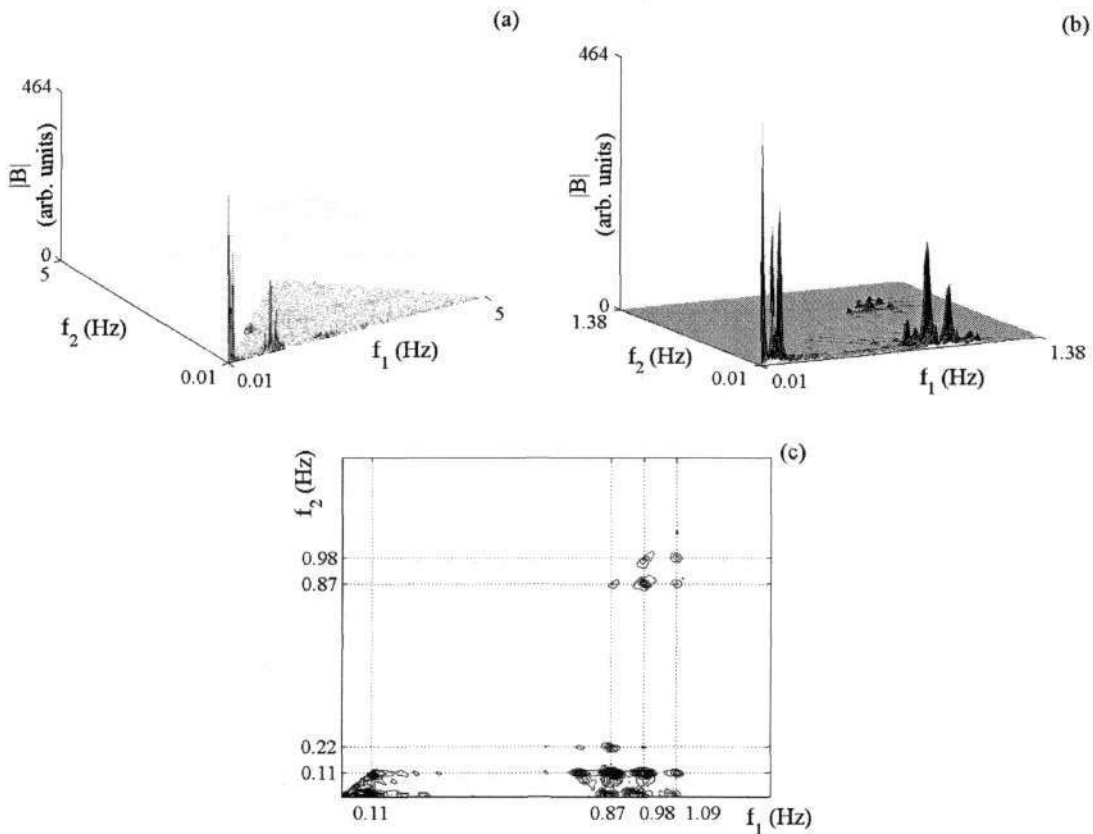 (a)
464
|B|
(arb. units)
0
5
f₂ (Hz)
0.01
0.01
f₁ (Hz)
5
(b)
464
|B|
(arb. units)
0
1.38
f₂ (Hz)
0.01
0.01
f₁ (Hz)
1.38
(c)
f₂ (Hz)
0.98
0.87
0.22
0.11
0.11
0.87
0.98
1.09
f₁ (Hz)